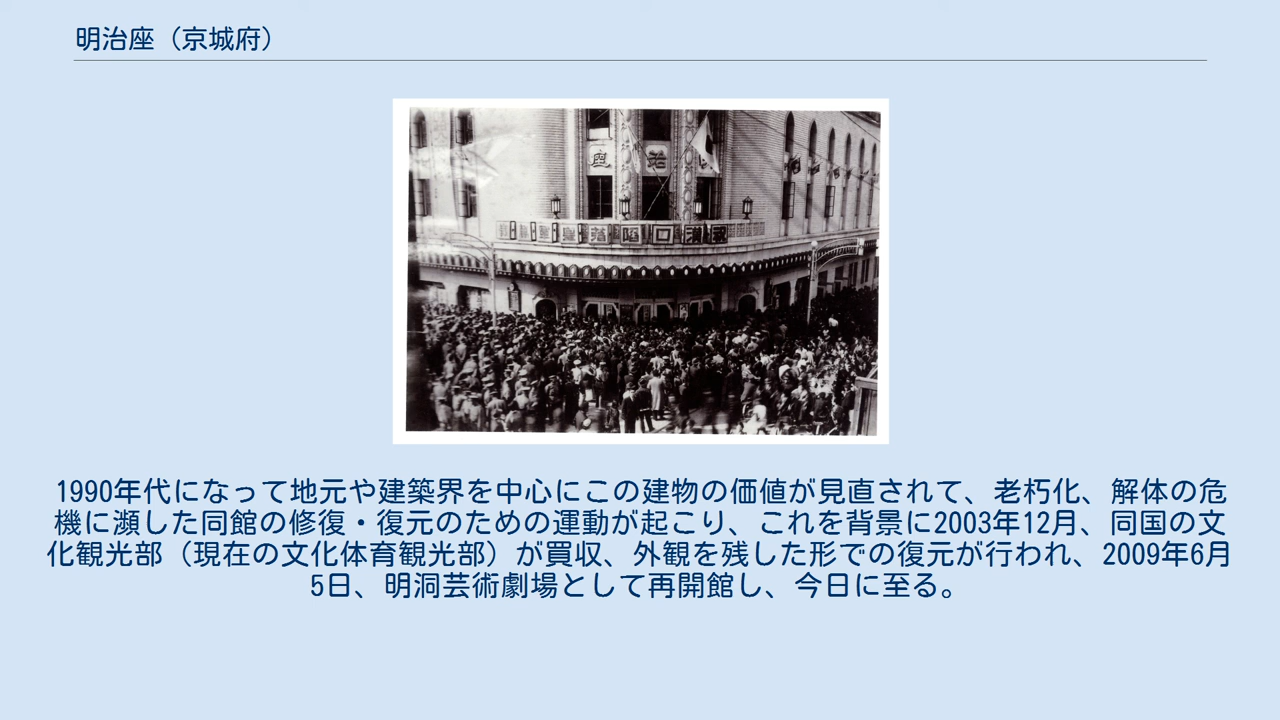 明治座（京城府）
座 治
落 陥 口 漢 祝
1990年代になって地元や建築界を中心にこの建物の価値が見直されて、老朽化、解体の危
機に瀕した同館の修復・復元のための運動が起こり、これを背景に2003年12月、同国の文
化観光部（現在の文化体育観光部）が買収、外観を残した形での復元が行われ、2009年6月
5日、明洞芸術劇場として再開館し、今日に至る。